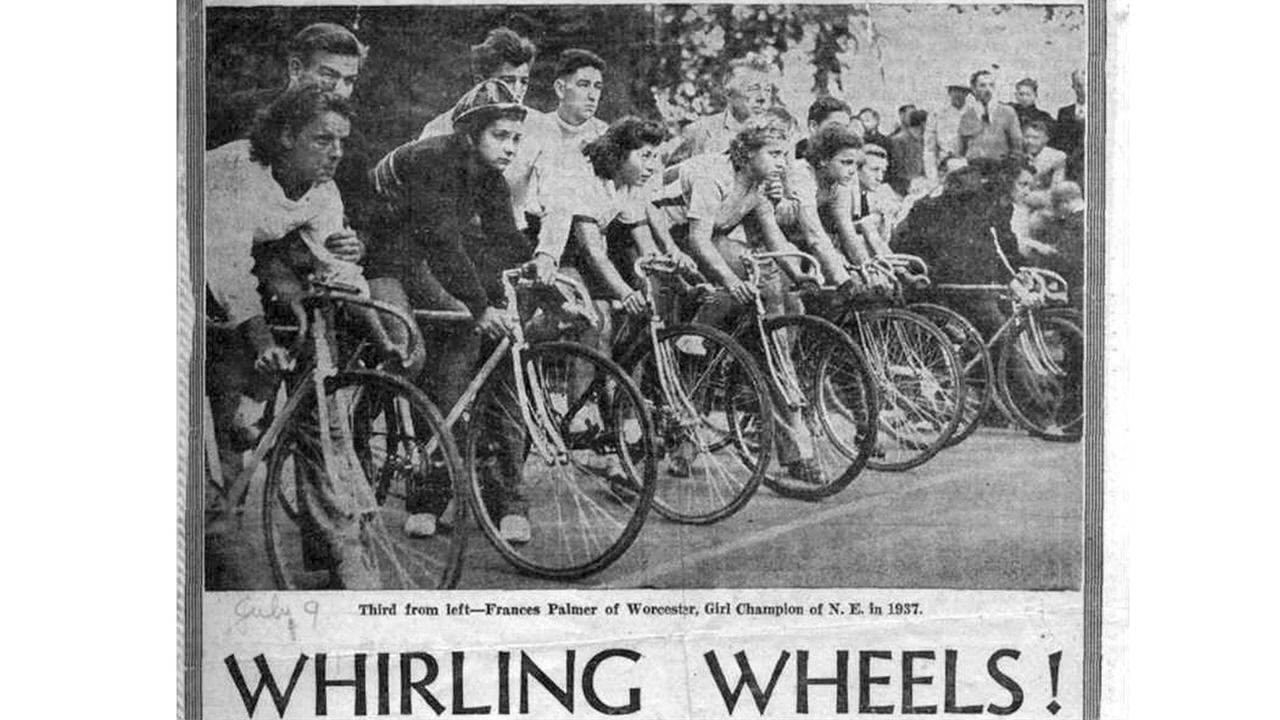 July 9
Third from left—Frances Palmer of Worcester, Girl Champion of N. E. in 1937.
WHIRLING WHEELS!